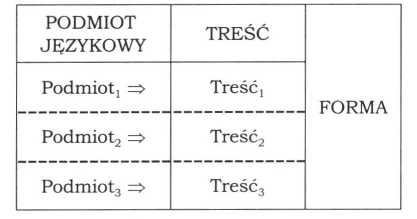 PODMIOT
JĘZYKOWY
TREŚĆ
Podmiot₁ ⇒ Treść₁
FORMA
Podmiot₂ ⇒ Treść₂
Podmiot₃ ⇒ Treść₃